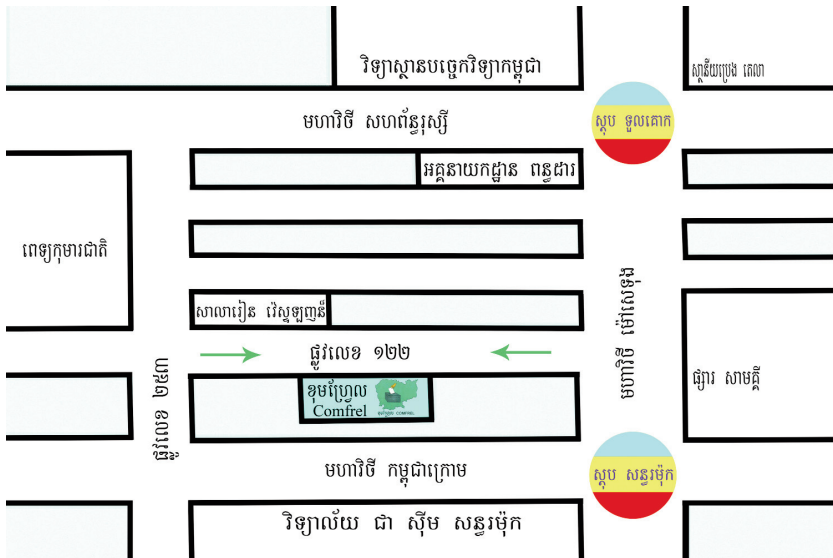 វិទ្យាស្ថានបច្ចេកវិទ្យាកម្ពុជា
ស្ថានីយប្រេង តេលា
មហាវិថី សហព័ន្ធរុស្សី
ស្តុប ទួលគោក
អគ្គនាយកដ្ឋាន ពន្ធដារ
ពេទ្យកុមារជាតិ
សាលារៀន វ៉េស្ទឡាញន៍
មហាវិថី ម៉ៅសេទុង
ផ្លូវលេខ ១២២
ផ្លូវលេខ ២៥៣
ផ្សារ សាមគ្គី
ខុមហ្វ្រែល
Comfrel
មហាវិថី កម្ពុជាក្រោម
ស្តុប សន្ធរម៉ុក
វិទ្យាល័យ ជា ស៊ីម សន្ធរម៉ុក